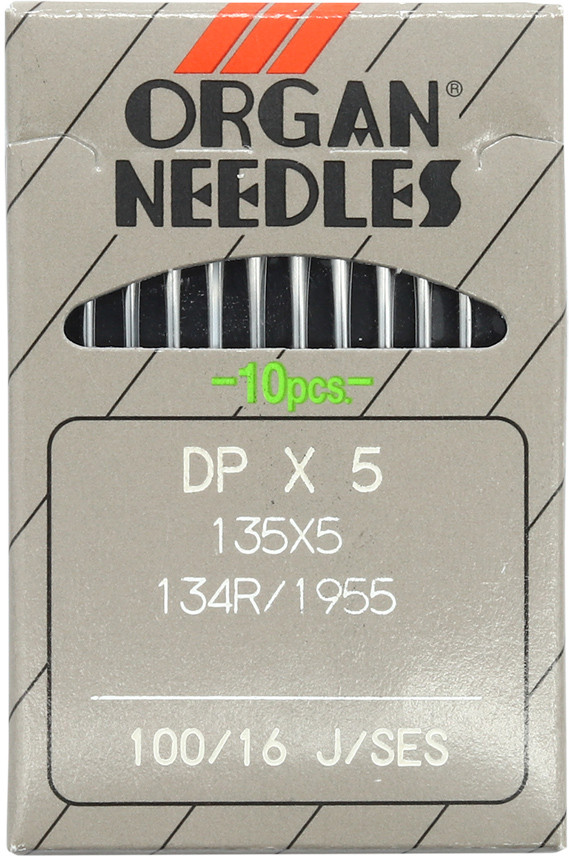 ORGAN®
NEEDLES
-10pcs.-
DP X 5
135X5
134R/1955
100/16 J/SES